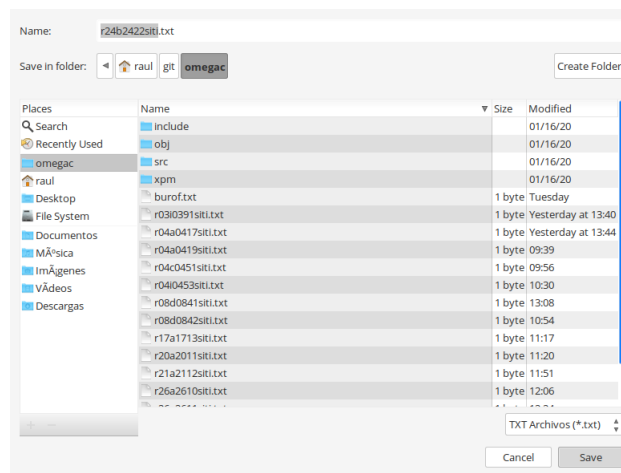 Name: r24b2422siti.txt
Save in folder: raul git omegac Create Folder
Places Name Size Modified
Search include 01/16/20
Recently Used obj 01/16/20
omegac src 01/16/20
raul xpm 01/16/20
Desktop burof.txt 1 byte Tuesday
File System r03i0391siti.txt 1 byte Yesterday at 13:40
Documentos r04a0417siti.txt 1 byte Yesterday at 13:44
MÃºsica r04a0419siti.txt 1 byte 09:39
ImÃ¡genes r04c0451siti.txt 1 byte 09:56
VÃ­deos r04i0453siti.txt 1 byte 10:30
Descargas r08d0841siti.txt 1 byte 13:08
r08d0842siti.txt 1 byte 10:54
r17a1713siti.txt 1 byte 11:17
r20a2011siti.txt 1 byte 11:20
r21a2112siti.txt 1 byte 11:51
r26a2610siti.txt 1 byte 12:06
TXT Archivos (*.txt)
Cancel Save